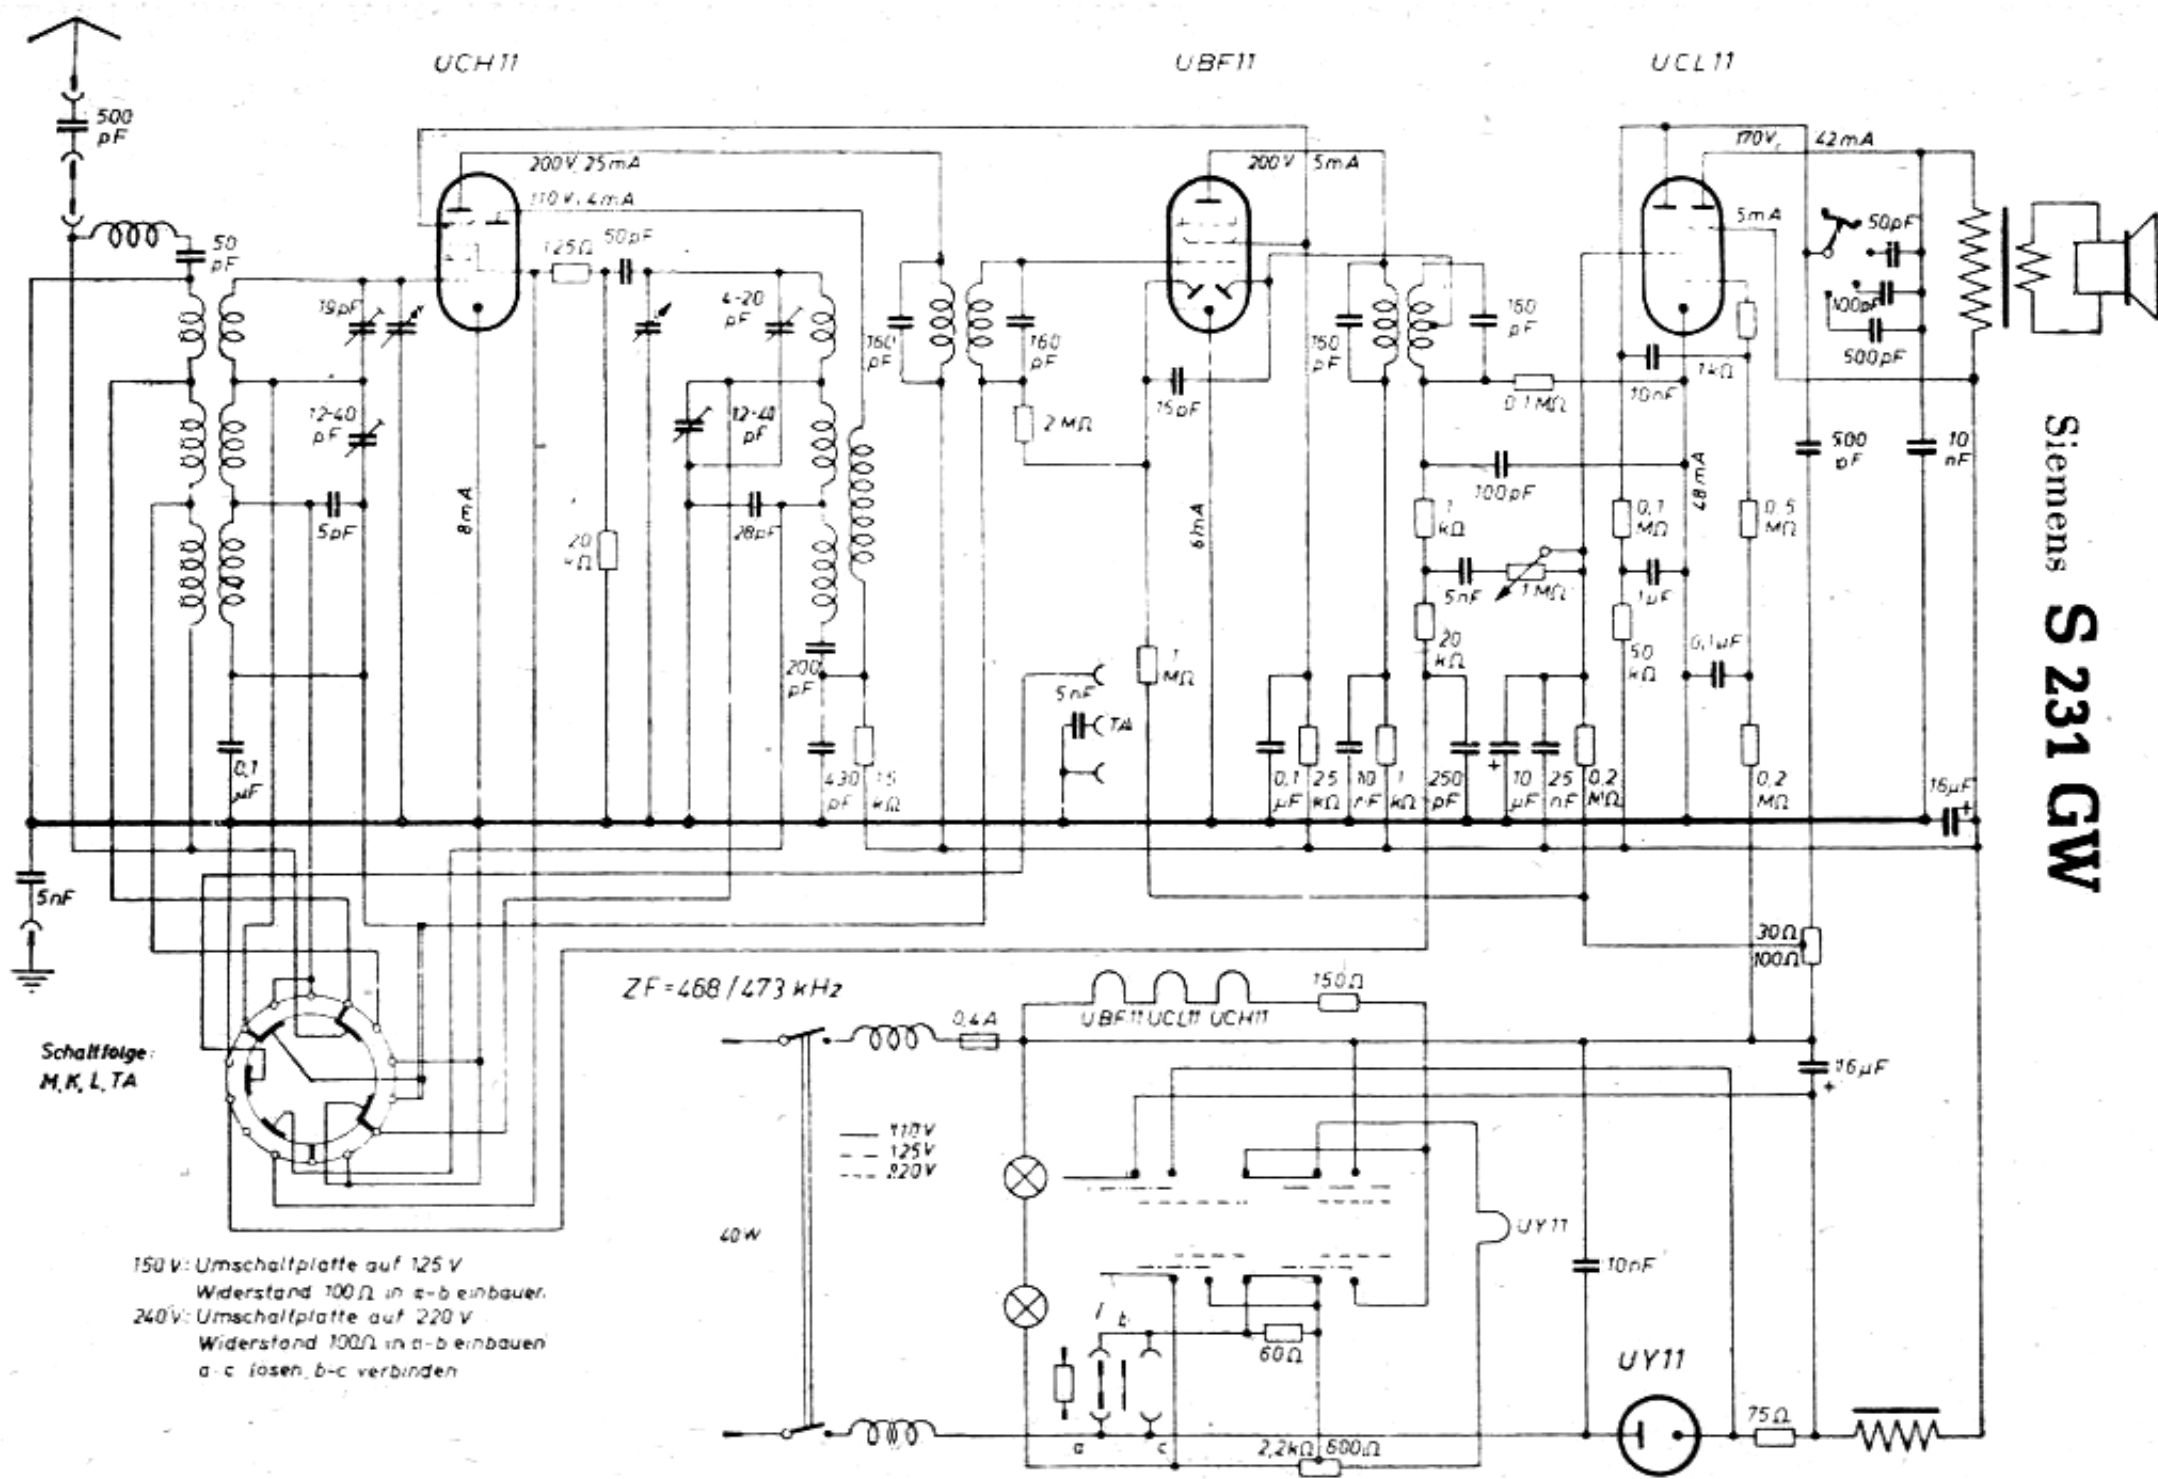 UCH11
UBF11
UCL11
500
pF
50
pF
200V 25mA
110V, 4mA
125Ω
50pF
19pF
4-20
pF
12-40
pF
12-40
pF
5pF
28pF
8mA
20
kΩ
160
pF
160
pF
2 MΩ
200
pF
430
pF
15
kΩ
0,1
µF
200V 5mA
15pF
6mA
1
MΩ
5nF
TA
150
pF
160
pF
0.1MΩ
100pF
1
kΩ
5nF
1MΩ
20
kΩ
0,1
µF
25
kΩ
10
nF
1
kΩ
250
pF
10
µF
25
nF
0,2
MΩ
170V,
42mA
5mA
10nF
1kΩ
0,1
MΩ
1µF
50
kΩ
48mA
0,5
MΩ
0,1µF
0,2
MΩ
50pF
100pF
500pF
500
pF
10
nF
16µF
+
Siemens S 231 GW
5nF
30Ω
100Ω
ZF=468/473 kHz
Schaltfolge:
M, K, L, TA
0,4A
UBF11 UCL11 UCH11
150Ω
16µF
+
110V
125V
220V
40W
UY11
10nF
60Ω
b
a
c
2,2kΩ 600Ω
UY11
75Ω
150V: Umschaltplatte auf 125 V
Widerstand 100Ω in a-b einbauen
240V: Umschaltplatte auf 220 V
Widerstand 100Ω in a-b einbauen
a-c lösen, b-c verbinden